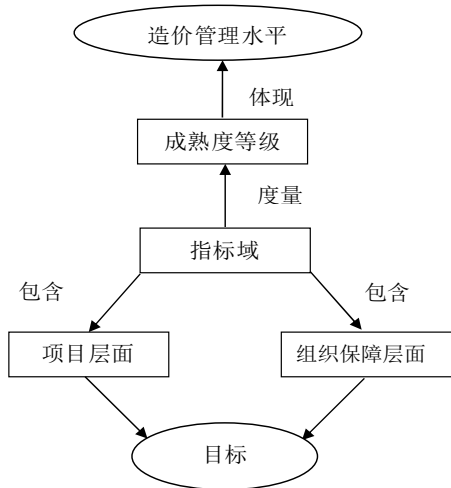 造价管理水平
体现
成熟度等级
度量
指标域
包含
包含
项目层面
组织保障层面
目标